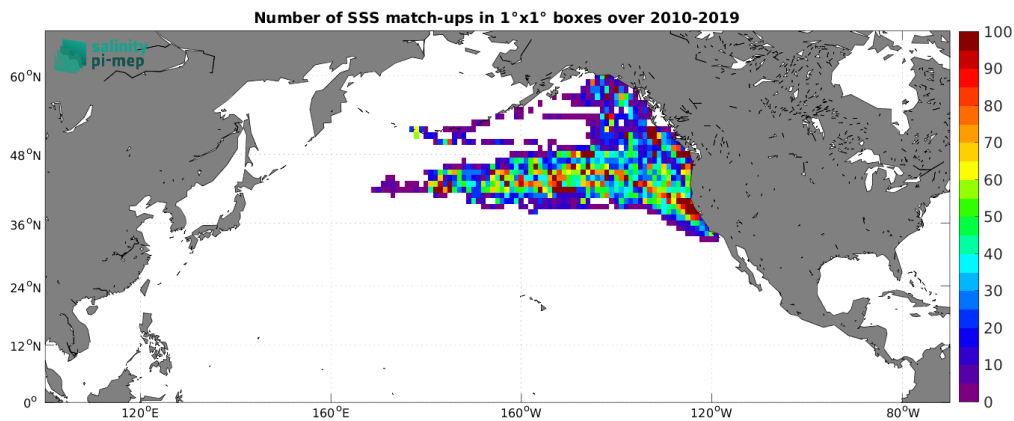 Number of SSS match-ups in 1°x1° boxes over 2010-2019
salinity
pi-mep
60°N
48°N
36°N
24°N
12°N
0°
120°E
160°E
160°W
120°W
80°W
100
90
80
70
60
50
40
30
20
10
0